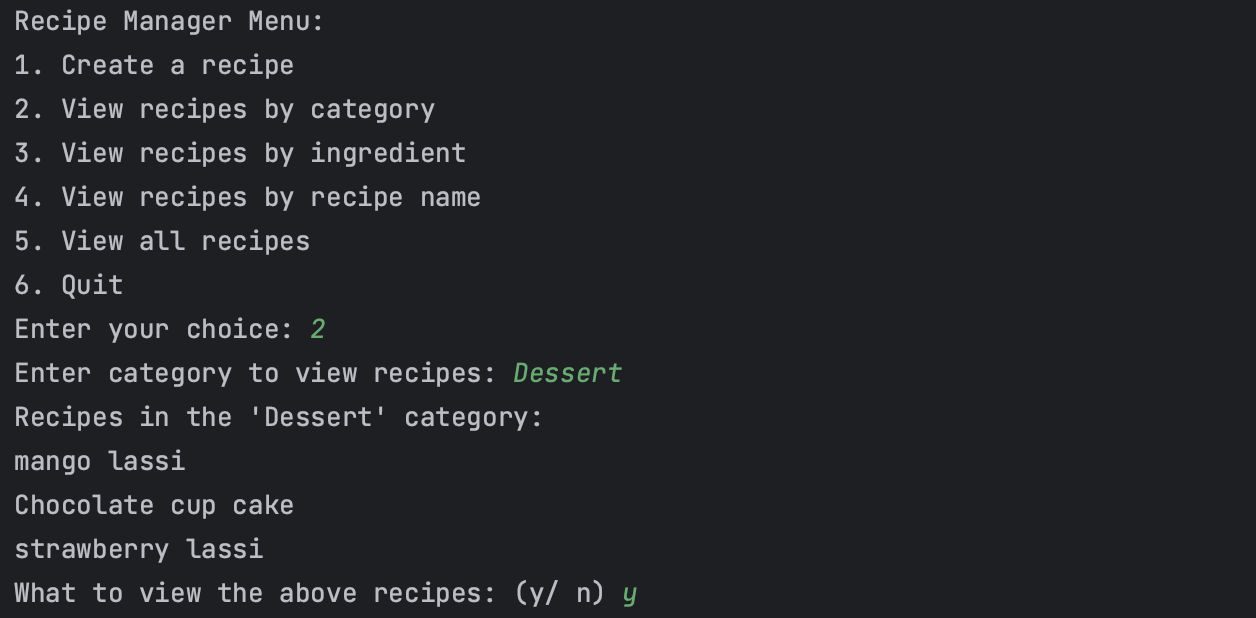 Recipe Manager Menu:
1. Create a recipe
2. View recipes by category
3. View recipes by ingredient
4. View recipes by recipe name
5. View all recipes
6. Quit
Enter your choice: 2
Enter category to view recipes: Dessert
Recipes in the 'Dessert' category:
mango lassi
Chocolate cup cake
strawberry lassi
What to view the above recipes: (y/ n) y